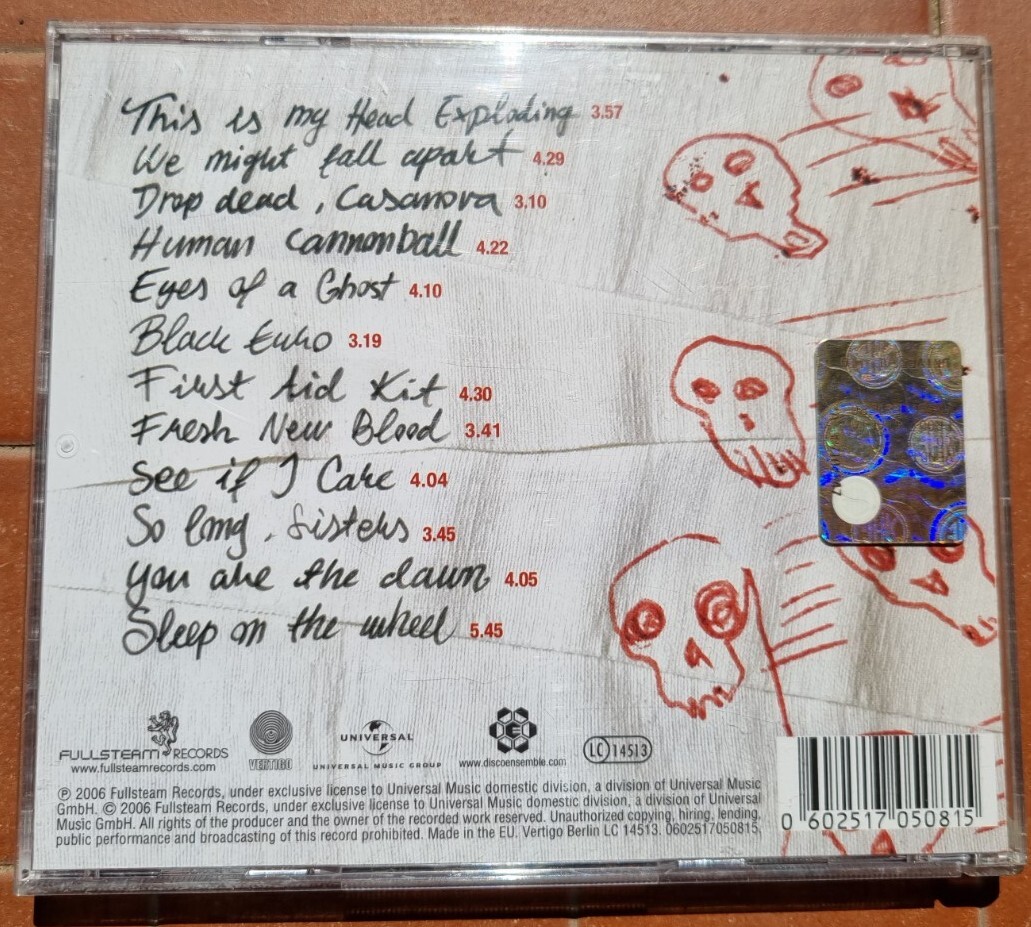 This is my Head Exploding 3.57
We might fall apart 4.29
Drop dead, Casanova 3.10
Human Cannonball 4.22
Eyes of a Ghost 4.10
Black Euro 3.19
First Aid Kit 4.30
Fresh New Blood 3.41
See if I Care 4.04
So long, Sisters 3.45
you are the dawn 4.05
Sleep on the wheel 5.45
FULLSTEAM RECORDS
www.fullsteamrecords.com
VERTIGO
UNIVERSAL
UNIVERSAL MUSIC GROUP
E
www.discoensemble.com
LC 14513
℗ 2006 Fullsteam Records, under exclusive license to Universal Music domestic division, a division of Universal Music
GmbH. © 2006 Fullsteam Records, under exclusive license to Universal Music domestic division, a division of Universal
Music GmbH. All rights of the producer and the owner of the recorded work reserved. Unauthorized copying, hiring, lending,
public performance and broadcasting of this record prohibited. Made in the EU. Vertigo Berlin LC 14513. 0602517050815.
0 602517 050815